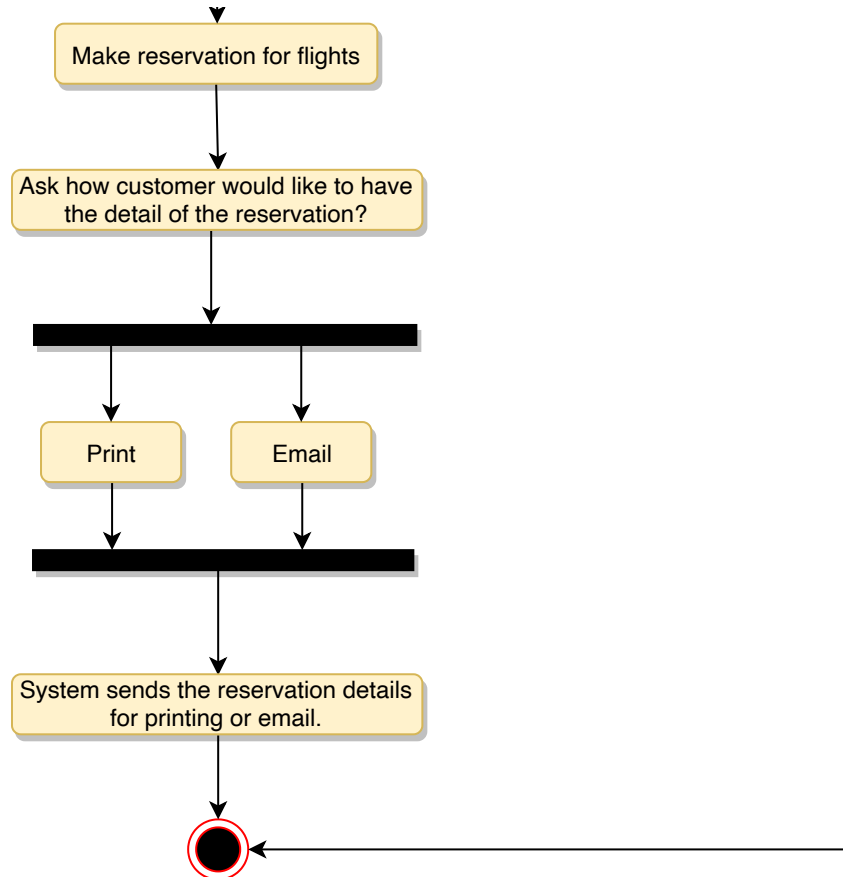 Make reservation for flights
Ask how customer would like to have
the detail of the reservation?
Print
Email
System sends the reservation details
for printing or email.